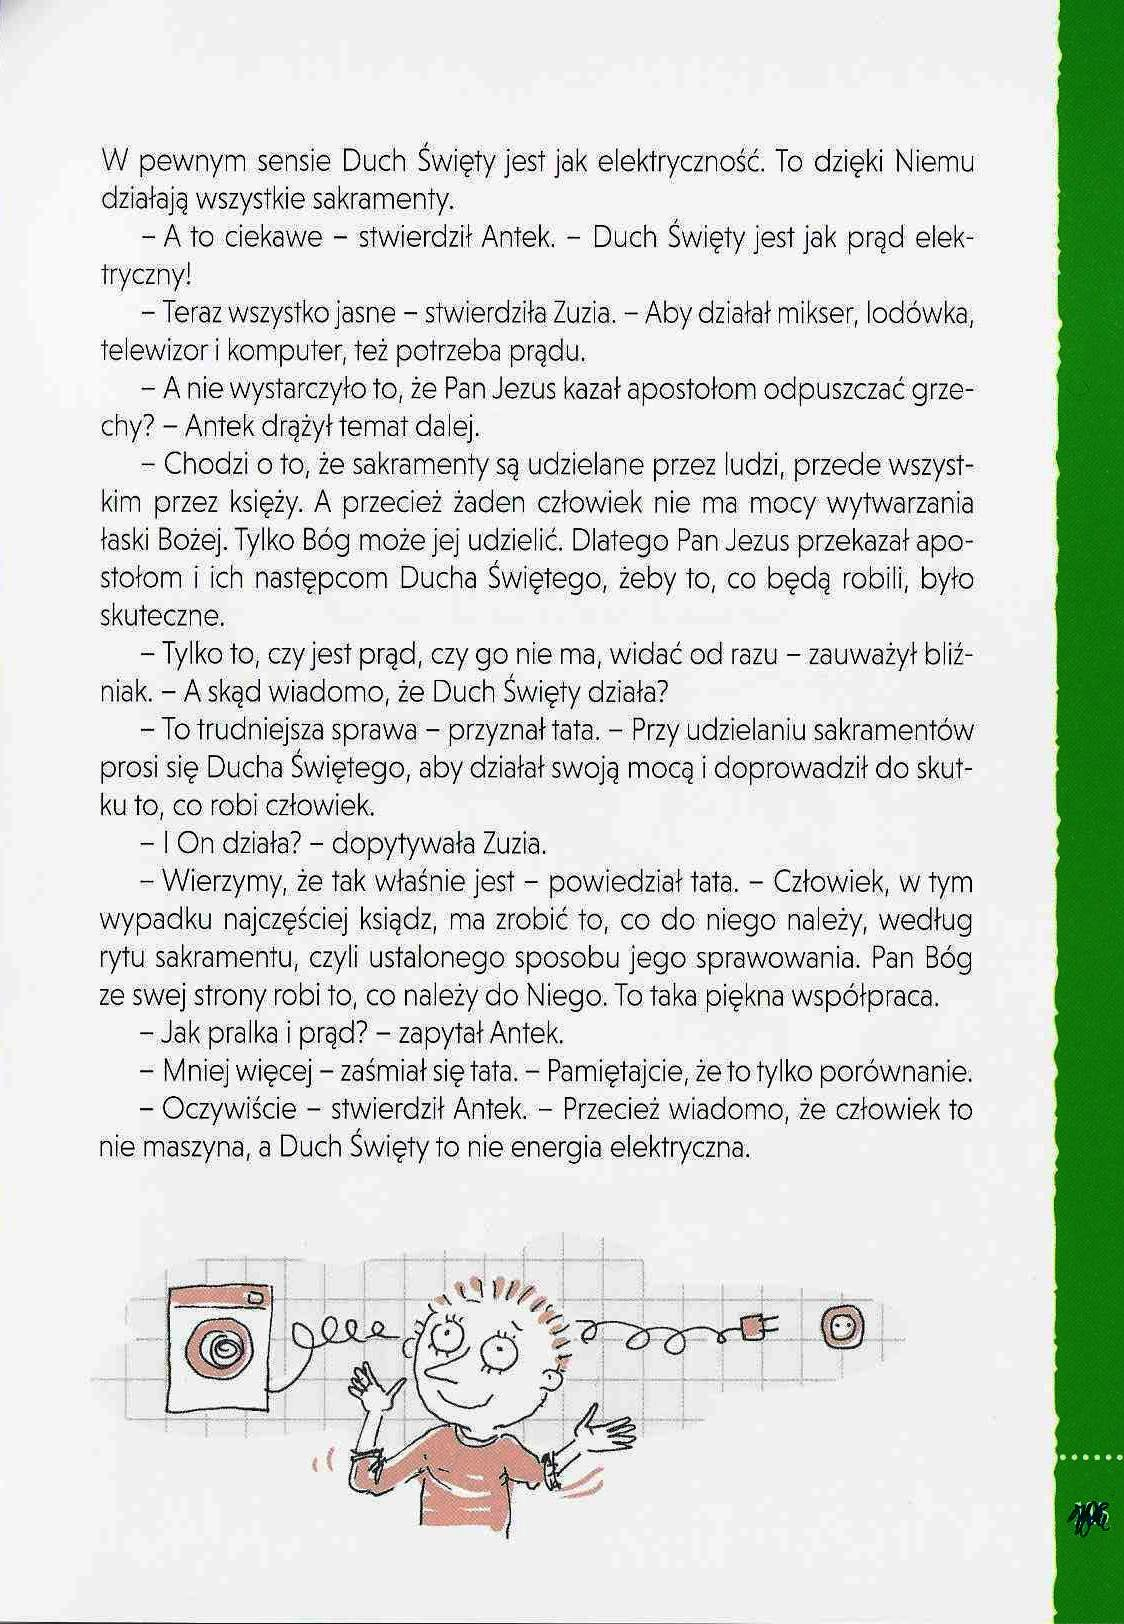 W pewnym sensie Duch Święty jest jak elektryczność. To dzięki Niemu
działają wszystkie sakramenty.
– A to ciekawe – stwierdził Antek. – Duch Święty jest jak prąd elek-
tryczny!
– Teraz wszystko jasne – stwierdziła Zuzia. – Aby działał mikser, lodówka,
telewizor i komputer, też potrzeba prądu.
– A nie wystarczyło to, że Pan Jezus kazał apostołom odpuszczać grze-
chy? – Antek drążył temat dalej.
– Chodzi o to, że sakramenty są udzielane przez ludzi, przede wszyst-
kim przez księży. A przecież żaden człowiek nie ma mocy wytwarzania
łaski Bożej. Tylko Bóg może jej udzielić. Dlatego Pan Jezus przekazał apo-
stołom i ich następcom Ducha Świętego, żeby to, co będą robili, było
skuteczne.
– Tylko to, czy jest prąd, czy go nie ma, widać od razu – zauważył bliź-
niak. – A skąd wiadomo, że Duch Święty działa?
– To trudniejsza sprawa – przyznał tata. – Przy udzielaniu sakramentów
prosi się Ducha Świętego, aby działał swoją mocą i doprowadził do skut-
ku to, co robi człowiek.
– I On działa? – dopytywała Zuzia.
– Wierzymy, że tak właśnie jest – powiedział tata. – Człowiek, w tym
wypadku najczęściej ksiądz, ma zrobić to, co do niego należy, według
rytu sakramentu, czyli ustalonego sposobu jego sprawowania. Pan Bóg
ze swej strony robi to, co należy do Niego. To taka piękna współpraca.
– Jak pralka i prąd? – zapytał Antek.
– Mniej więcej – zaśmiał się tata. – Pamiętajcie, że to tylko porównanie.
– Oczywiście – stwierdził Antek. – Przecież wiadomo, że człowiek to
nie maszyna, a Duch Święty to nie energia elektryczna.